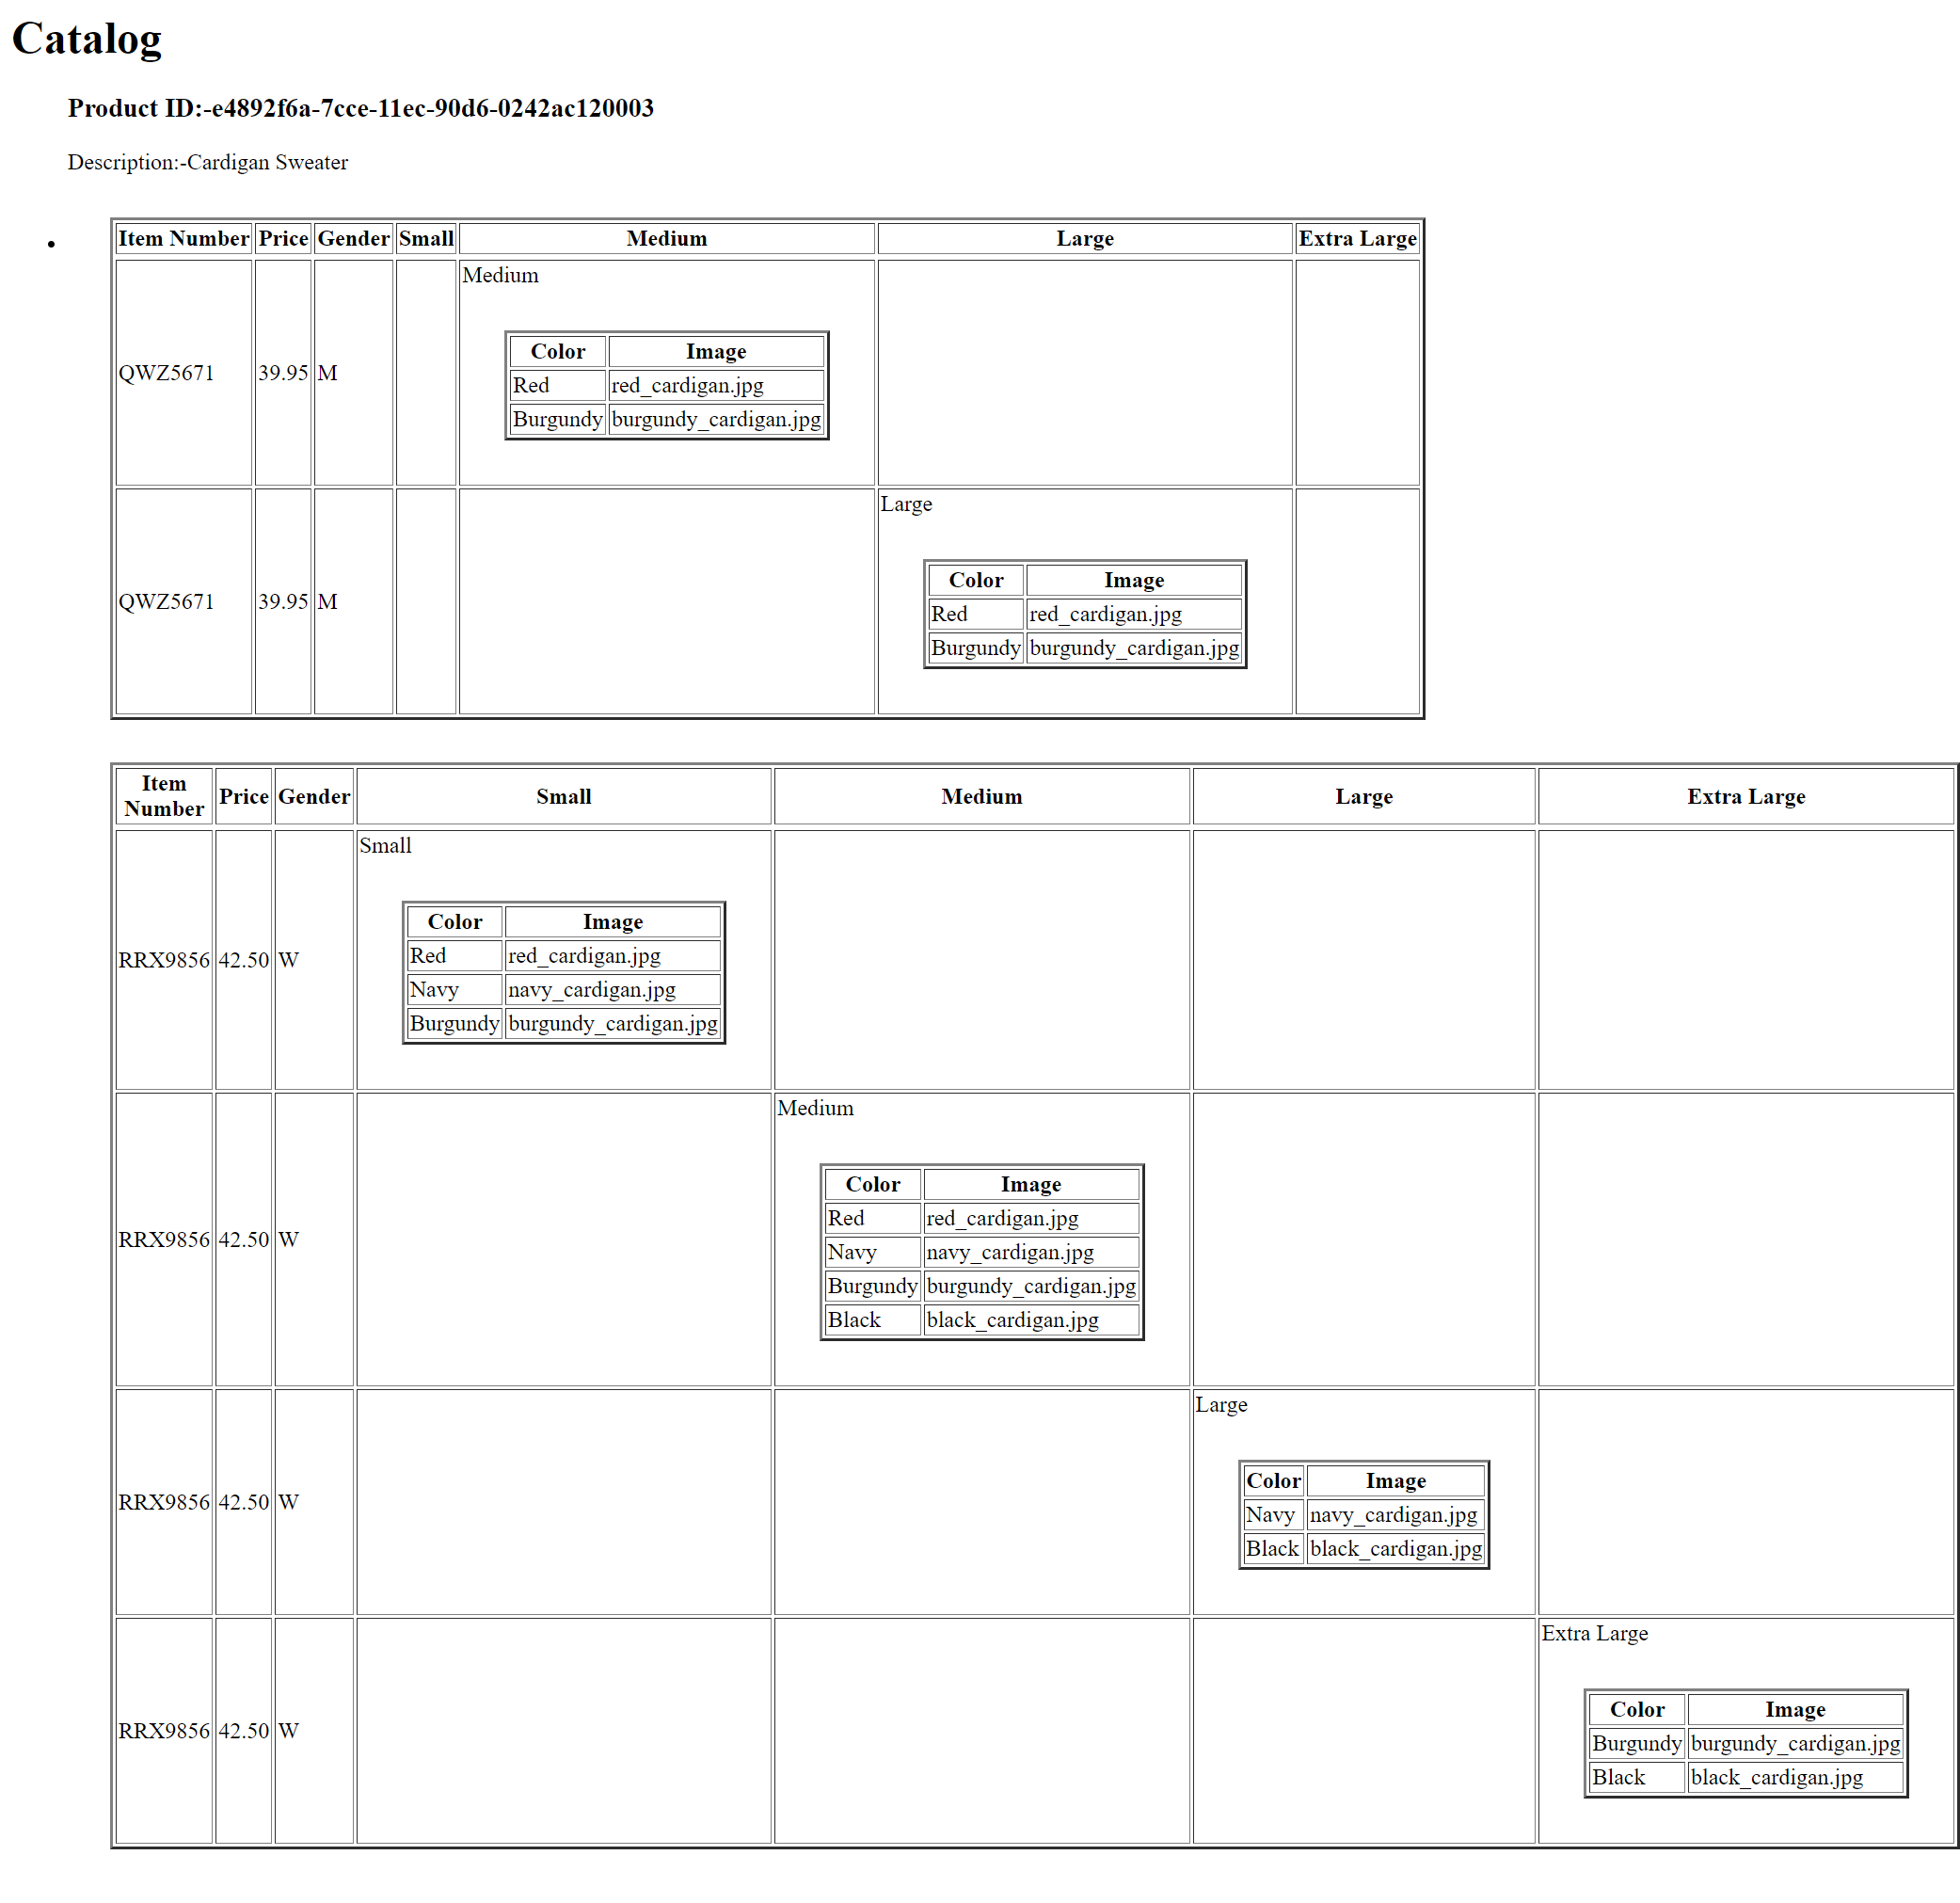 Catalog
Product ID:-e4892f6a-7cce-11ec-90d6-0242ac120003
Description:-Cardigan Sweater
Item Number Price Gender Small Medium Large Extra Large
Medium
Color Image
QWZ5671 39.95 M
Red red_cardigan.jpg
Burgundy burgundy_cardigan.jpg
Large
Color Image
QWZ5671 39.95 M
Red red_cardigan.jpg
Burgundy burgundy_cardigan.jpg
Item Number Price Gender Small Medium Large Extra Large
Small
Color Image
RRX9856 42.50 W
Red red_cardigan.jpg
Navy navy_cardigan.jpg
Burgundy burgundy_cardigan.jpg
Medium
Color Image
Red red_cardigan.jpg
RRX9856 42.50 W
Navy navy_cardigan.jpg
Burgundy burgundy_cardigan.jpg
Black black_cardigan.jpg
Large
Color Image
RRX9856 42.50 W
Navy navy_cardigan.jpg
Black black_cardigan.jpg
Extra Large
Color Image
RRX9856 42.50 W
Burgundy burgundy_cardigan.jpg
Black black_cardigan.jpg